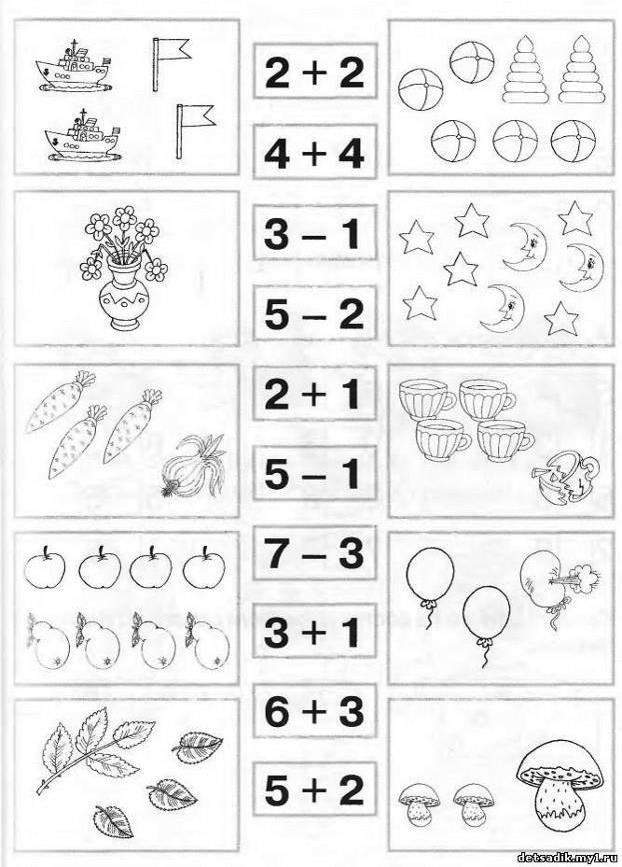 2 + 2
4 + 4
3 – 1
5 – 2
2 + 1
5 – 1
7 – 3
3 + 1
6 + 3
5 + 2
detsadik.my1.ru